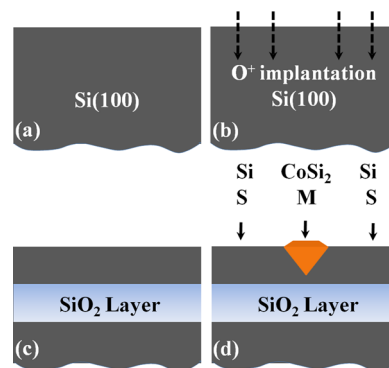 Si(100)
(a)
O⁺ implantation
Si(100)
(b)
Si CoSi₂ Si
S M S
SiO₂ Layer
(c)
SiO₂ Layer
(d)